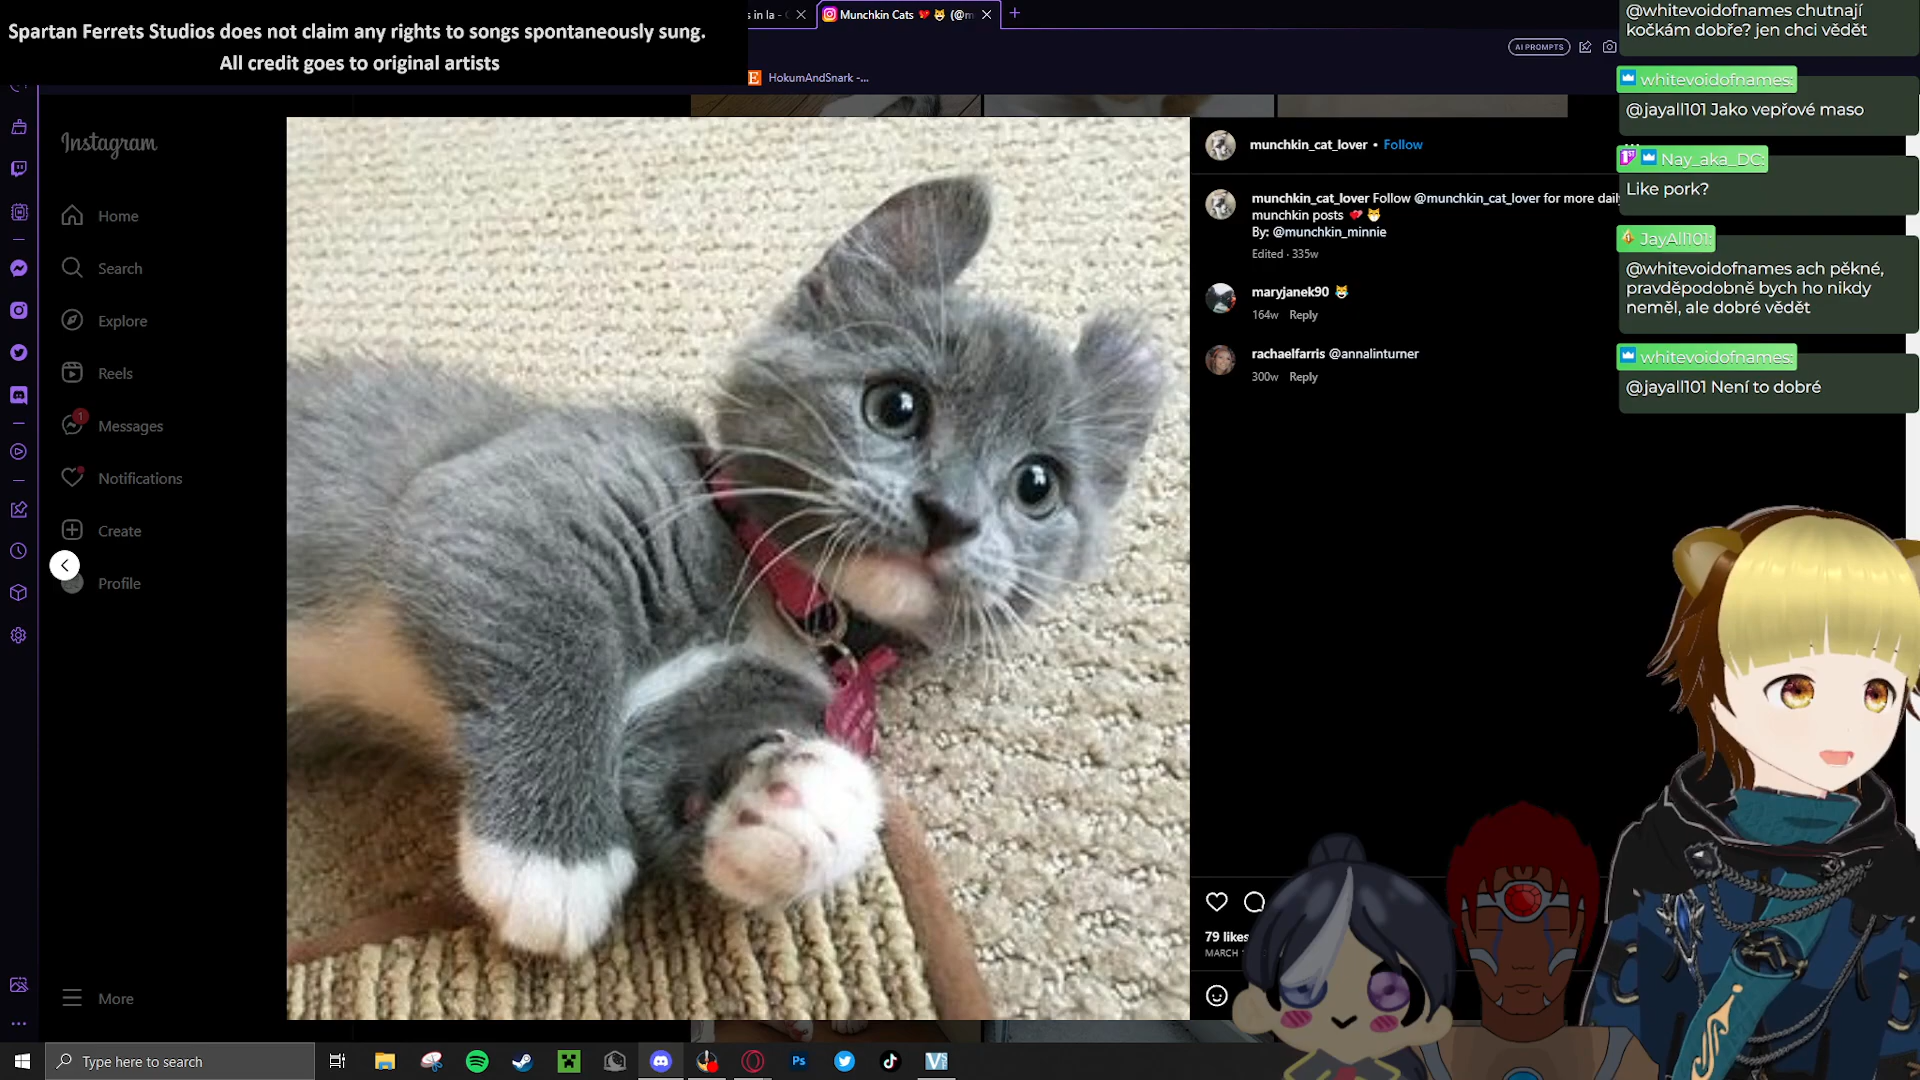 Spartan Ferrets Studios does not claim any rights to songs spontaneously sung.
All credit goes to original artists
s in la -
Munchkin Cats
(@m
AI PROMPTS
HokumAndSnark -...
Instagram
Home
Search
Explore
Reels
1
Messages
Notifications
Create
Profile
More
munchkin_cat_lover • Follow
munchkin_cat_lover Follow @munchkin_cat_lover for more dail
munchkin posts
By: @munchkin_minnie
Edited · 335w
maryjanek90
164w Reply
rachaelfarris @annalinturner
300w Reply
79 likes
MARCH
@whitevoidofnames chutnají
kočkám dobře? jen chci vědět
whitevoidofnames:
@jayall101 Jako vepřové maso
Nay_aka_DC:
Like pork?
JayAll101:
@whitevoidofnames ach pěkné,
pravděpodobně bych ho nikdy
neměl, ale dobré vědět
whitevoidofnames:
@jayall101 Není to dobré
Type here to search
Ps